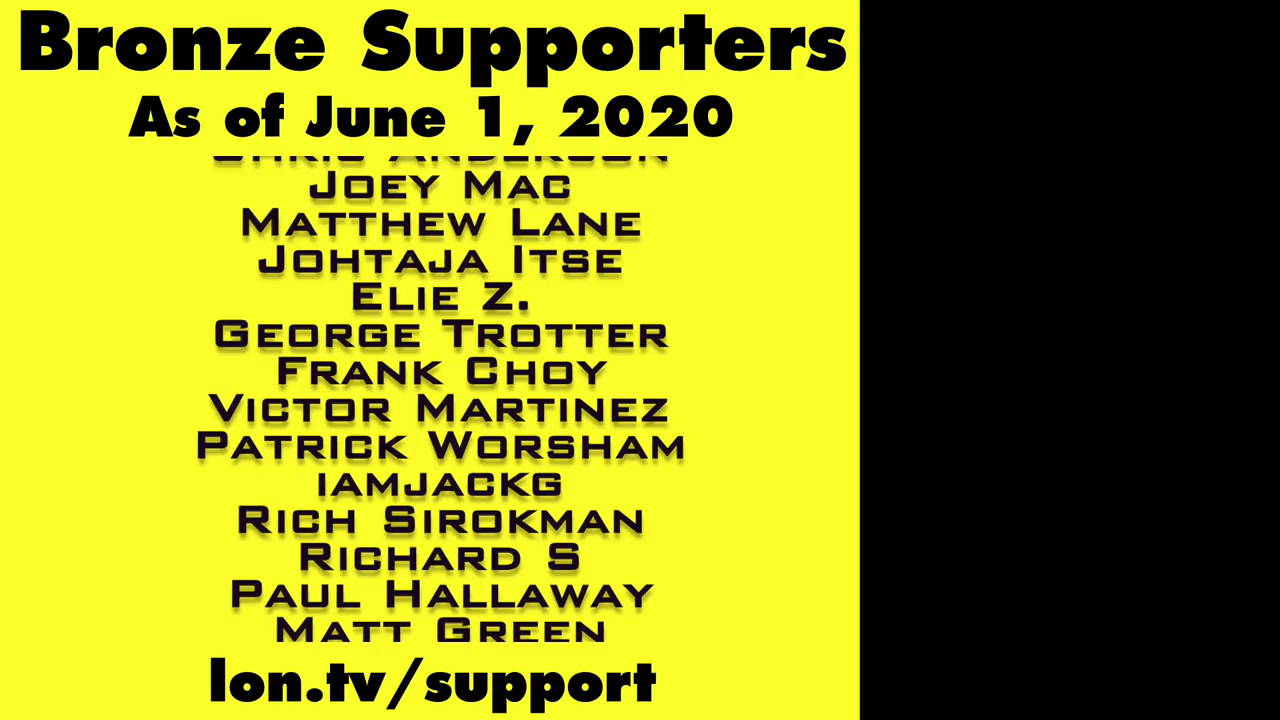 Bronze Supporters
As of June 1, 2020
Joey Mac
Matthew Lane
Johtaja Itse
Elie Z.
George Trotter
Frank Choy
Victor Martinez
Patrick Worsham
iamjackg
Rich Sirokman
Richard S
Paul Hallaway
Matt Green
lon.tv/support